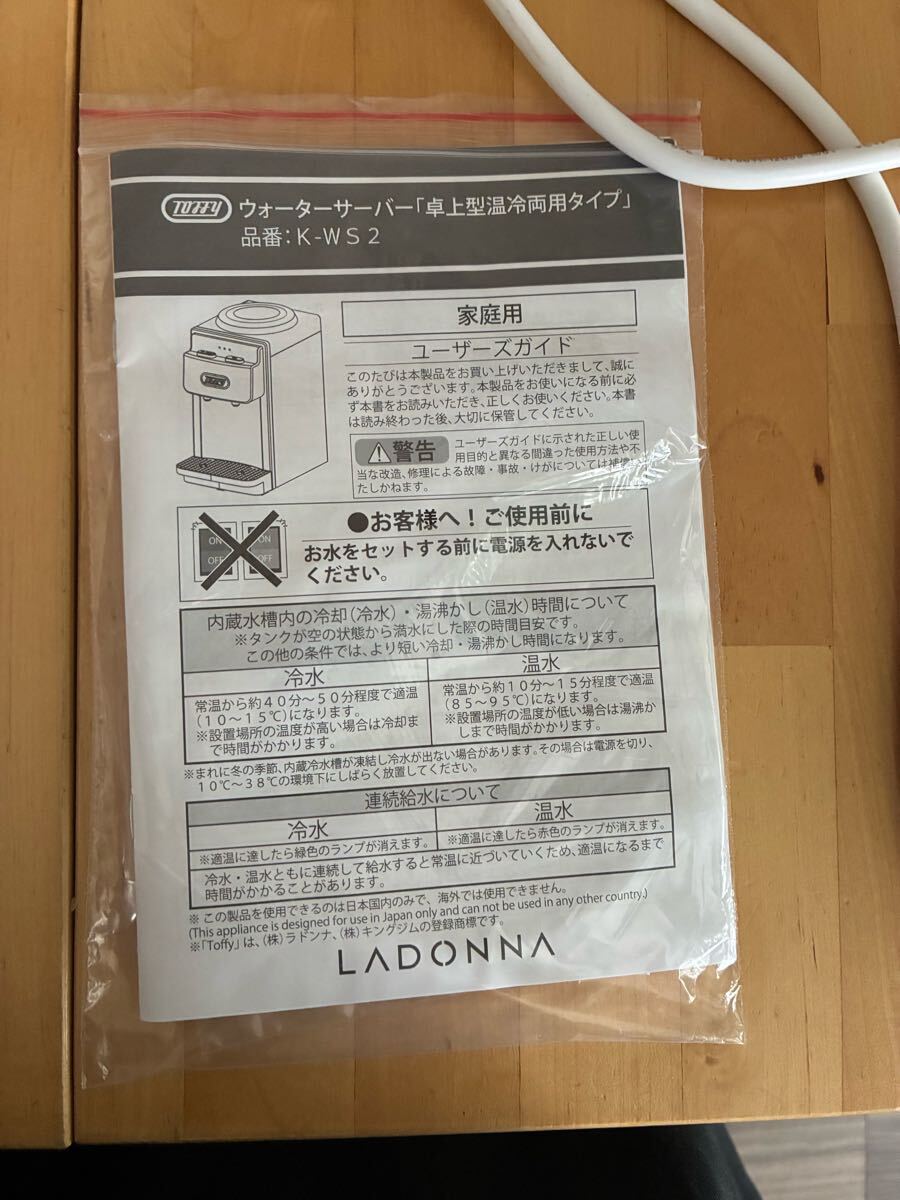 TOFFY ウォーターサーバー「卓上型温冷両用タイプ」
品番:K-WS2
家庭用
ユーザーズガイド
このたびは本製品をお買い上げいただきまして、誠に
ありがとうございます。本製品をお使いになる前に必
ず本書をお読みいただき、正しくお使いください。本書
は読み終わった後、大切に保管してください。
TOFFY
警告 ユーザーズガイドに示された正しい使
用目的と異なる間違った使用方法や不
当な改造、修理による故障・事故・けがについては補償い
たしかねます。
ON ON
OFF OFF
●お客様へ!ご使用前に
お水をセットする前に電源を入れないで
ください。
内蔵水槽内の冷却(冷水)・湯沸かし(温水)時間について
※タンクが空の状態から満水にした際の時間目安です。
この他の条件では、より短い冷却・湯沸かし時間になります。
冷水
常温から約40分~50分程度で適温
(10~15℃)になります。
※設置場所の温度が高い場合は冷却ま
で時間がかかります。
温水
常温から約10分~15分程度で適温
(85~95℃)になります。
※設置場所の温度が低い場合は湯沸か
しまで時間がかかります。
※まれに冬の季節、内蔵冷水槽が凍結し冷水が出ない場合があります。その場合は電源を切り、
10℃~38℃の環境下にしばらく放置してください。
連続給水について
冷水
※適温に達したら緑色のランプが消えます。
温水
※適温に達したら赤色のランプが消えます。
冷水・温水ともに連続して給水すると常温に近づいていくため、適温になるまで
時間がかかることがあります。
※ この製品を使用できるのは日本国内のみで、海外では使用できません。
(This appliance is designed for use in Japan only and can not be used in any other country.)
※「Toffy」は、(株)ラドンナ、(株)キングジムの登録商標です。
LADONNA